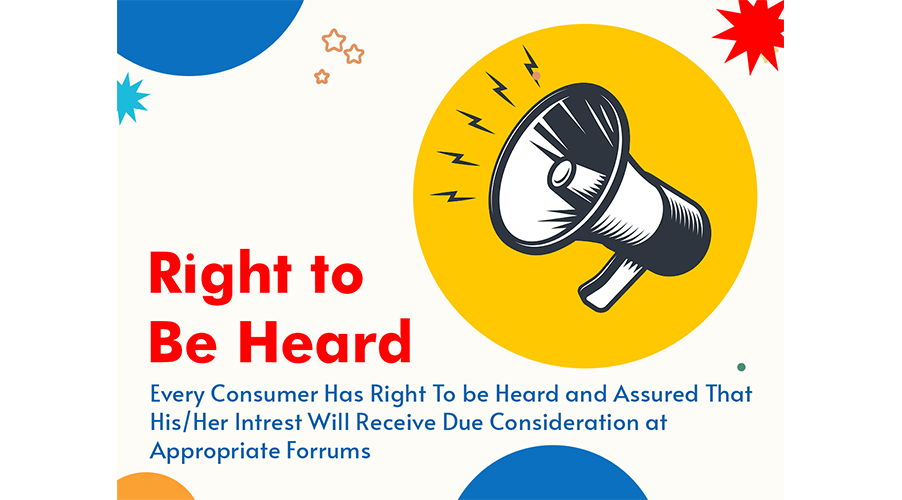 Right to
Be Heard
Every Consumer Has Right To be Heard and Assured That
His/Her Intrest Will Receive Due Consideration at
Appropriate Forrums